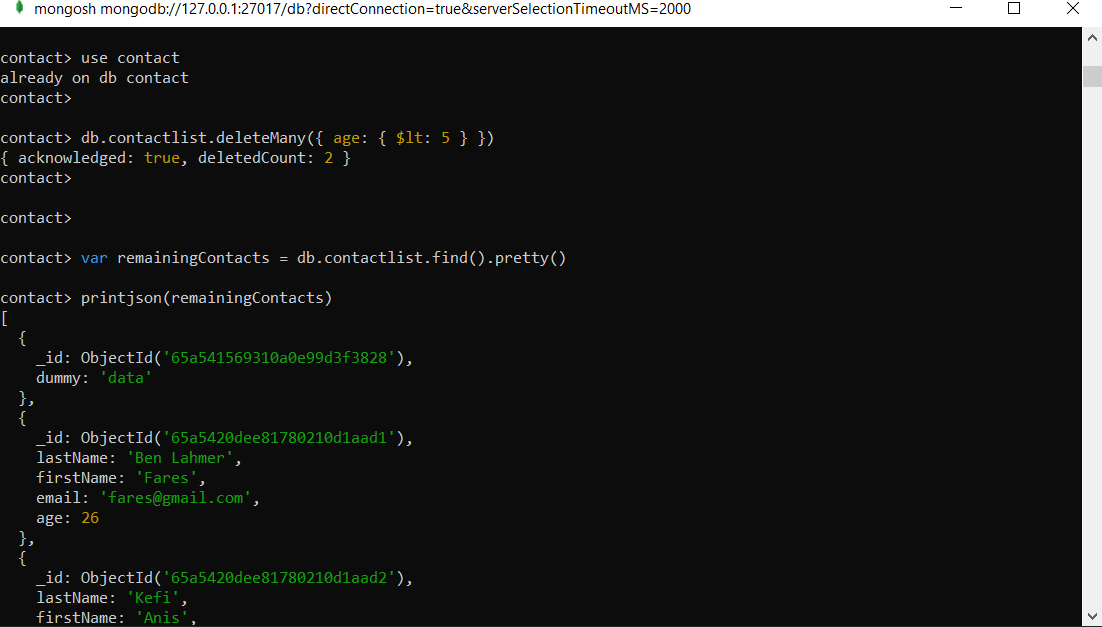 mongosh mongodb://127.0.0.1:27017/db?directConnection=true&serverSelectionTimeoutMS=2000
contact> use contact
already on db contact
contact>
contact> db.contactlist.deleteMany({ age: { $lt: 5 } })
{ acknowledged: true, deletedCount: 2 }
contact>
contact>
contact> var remainingContacts = db.contactlist.find().pretty()
contact> printjson(remainingContacts)
[
  {
    _id: ObjectId('65a541569310a0e99d3f3828'),
    dummy: 'data'
  },
  {
    _id: ObjectId('65a5420dee81780210d1aad1'),
    lastName: 'Ben Lahmer',
    firstName: 'Fares',
    email: 'fares@gmail.com',
    age: 26
  },
  {
    _id: ObjectId('65a5420dee81780210d1aad2'),
    lastName: 'Kefi',
    firstName: 'Anis',